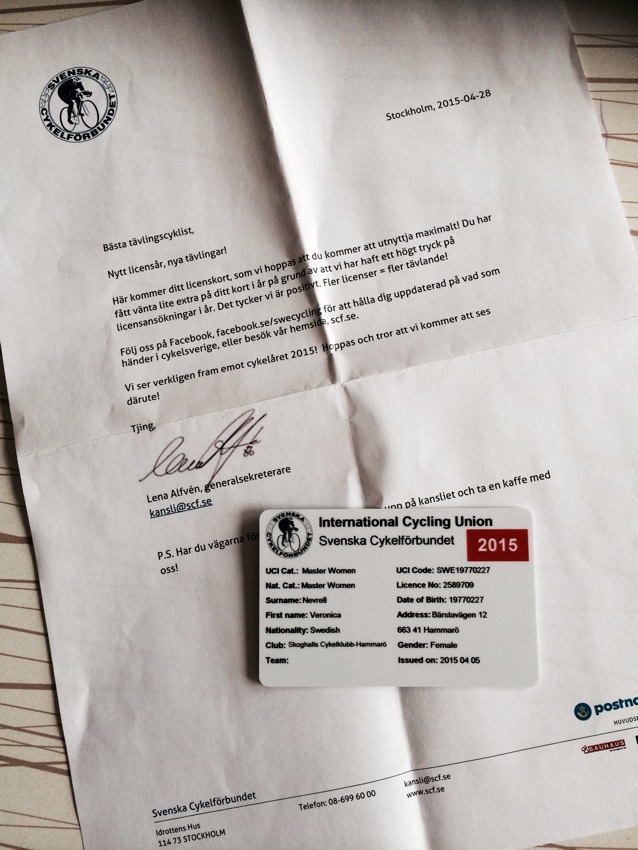 SVENSKA CYKELFÖRBUNDET
Stockholm, 2015-04-28
Bästa tävlingscyklist,
Nytt licensår, nya tävlingar!
Här kommer ditt licenskort, som vi hoppas att du kommer att utnyttja maximalt! Du har
fått vänta lite extra på ditt kort i år på grund av att vi har haft ett högt tryck på
licensansökningar i år. Det tycker vi är positivt. Fler licenser = fler tävlande!
Följ oss på Facebook, facebook.se/swecycling för att hålla dig uppdaterad på vad som
händer i cykelsverige, eller besök vår hemsida, scf.se.
Vi ser verkligen fram emot cykelåret 2015! Hoppas och tror att vi kommer att ses
därute!
Tjing,
Lena Alfvén, generalsekreterare
kansli@scf.se
P.S. Har du vägarna för upp på kansliet och ta en kaffe med
oss!
SVENSKA CYKELFÖRBUNDET
International Cycling Union
Svenska Cykelförbundet
2015
UCI Cat.: Master Women UCI Code: SWE19770227
Nat. Cat.: Master Women Licence No: 2589709
Surname: Nevrell Date of Birth: 19770227
First name: Veronica Address: Bärstavägen 12
Nationality: Swedish 663 41 Hammarö
Club: Skoghalls Cykelklubb-Hammarö Gender: Female
Team: Issued on: 2015 04 05
postno
HUVUDS
BAUHAUS
Svenska Cykelförbundet
Idrottens Hus
114 73 STOCKHOLM
Telefon: 08-699 60 00
kansli@scf.se
www.scf.se